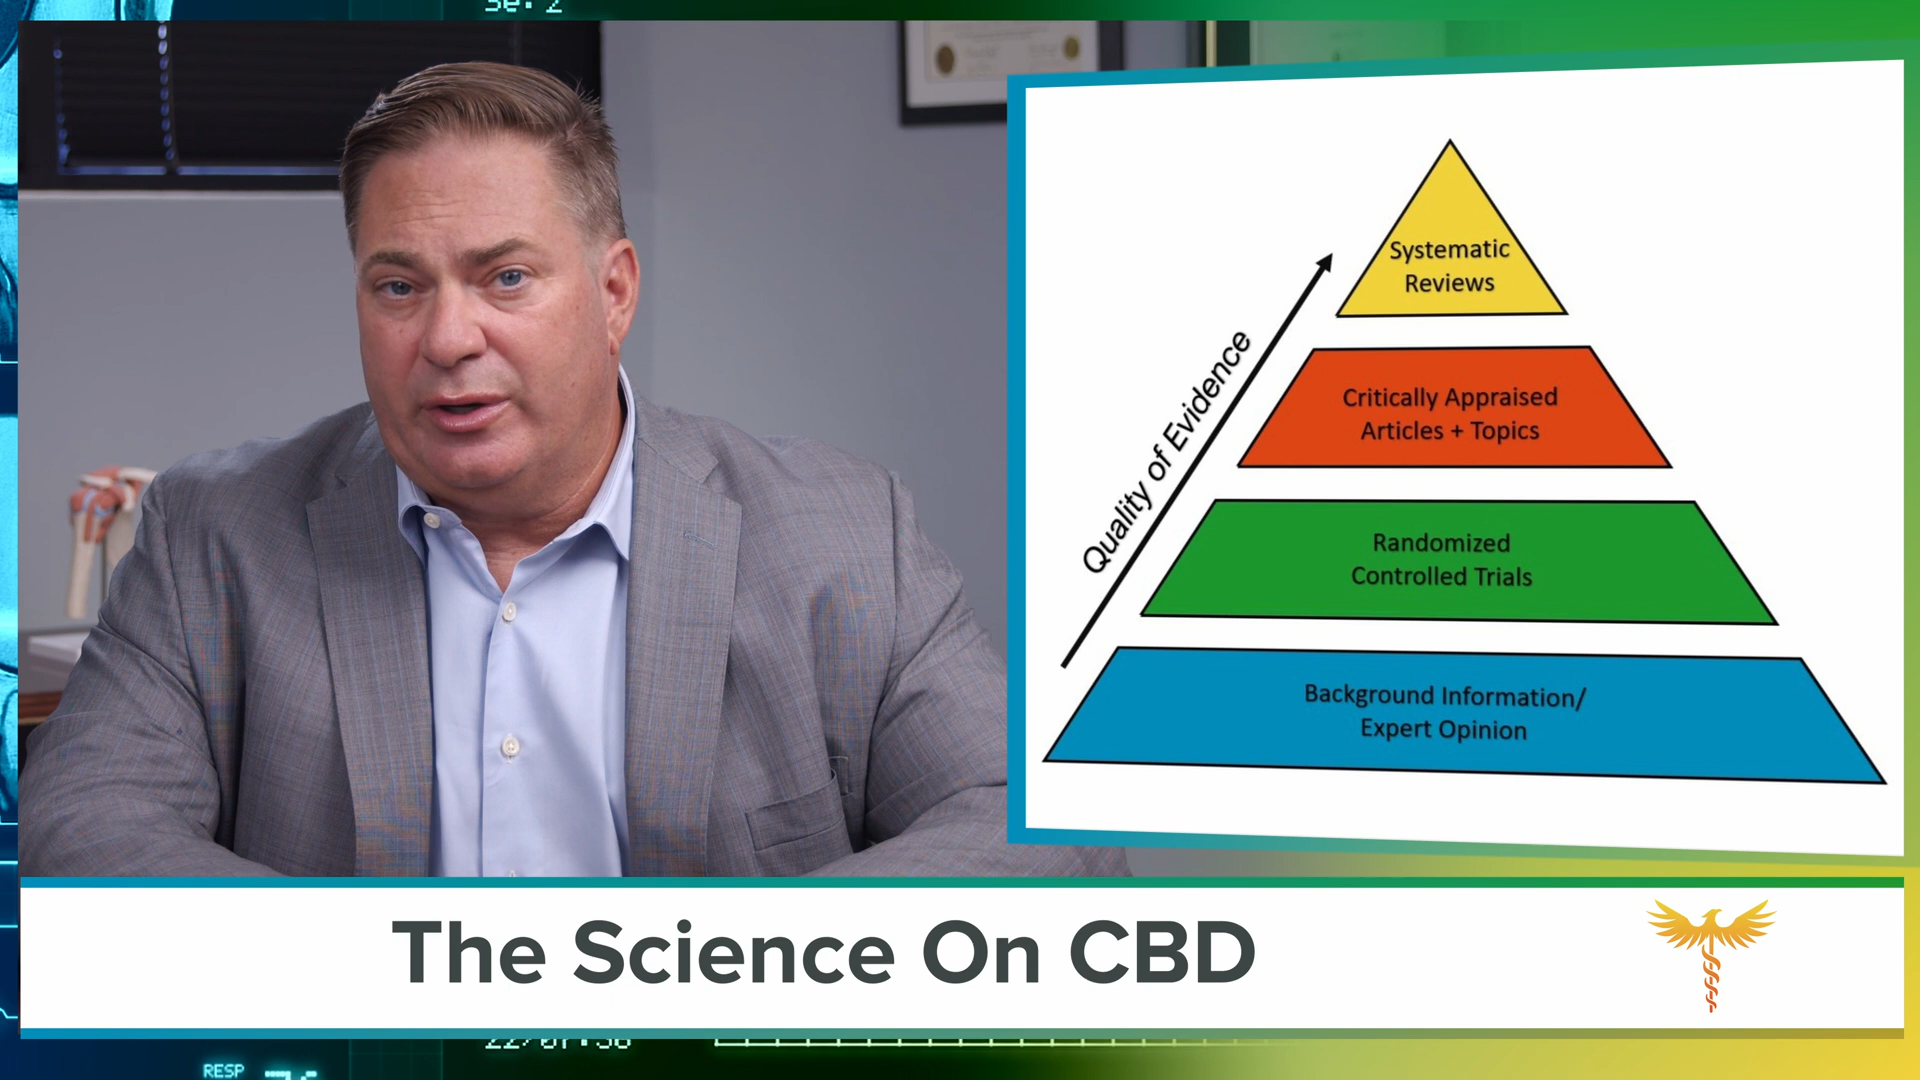 Systematic
Reviews
Critically Appraised
Articles + Topics
Quality of Evidence
Randomized
Controlled Trials
Background Information/
Expert Opinion
The Science On CBD
RESP